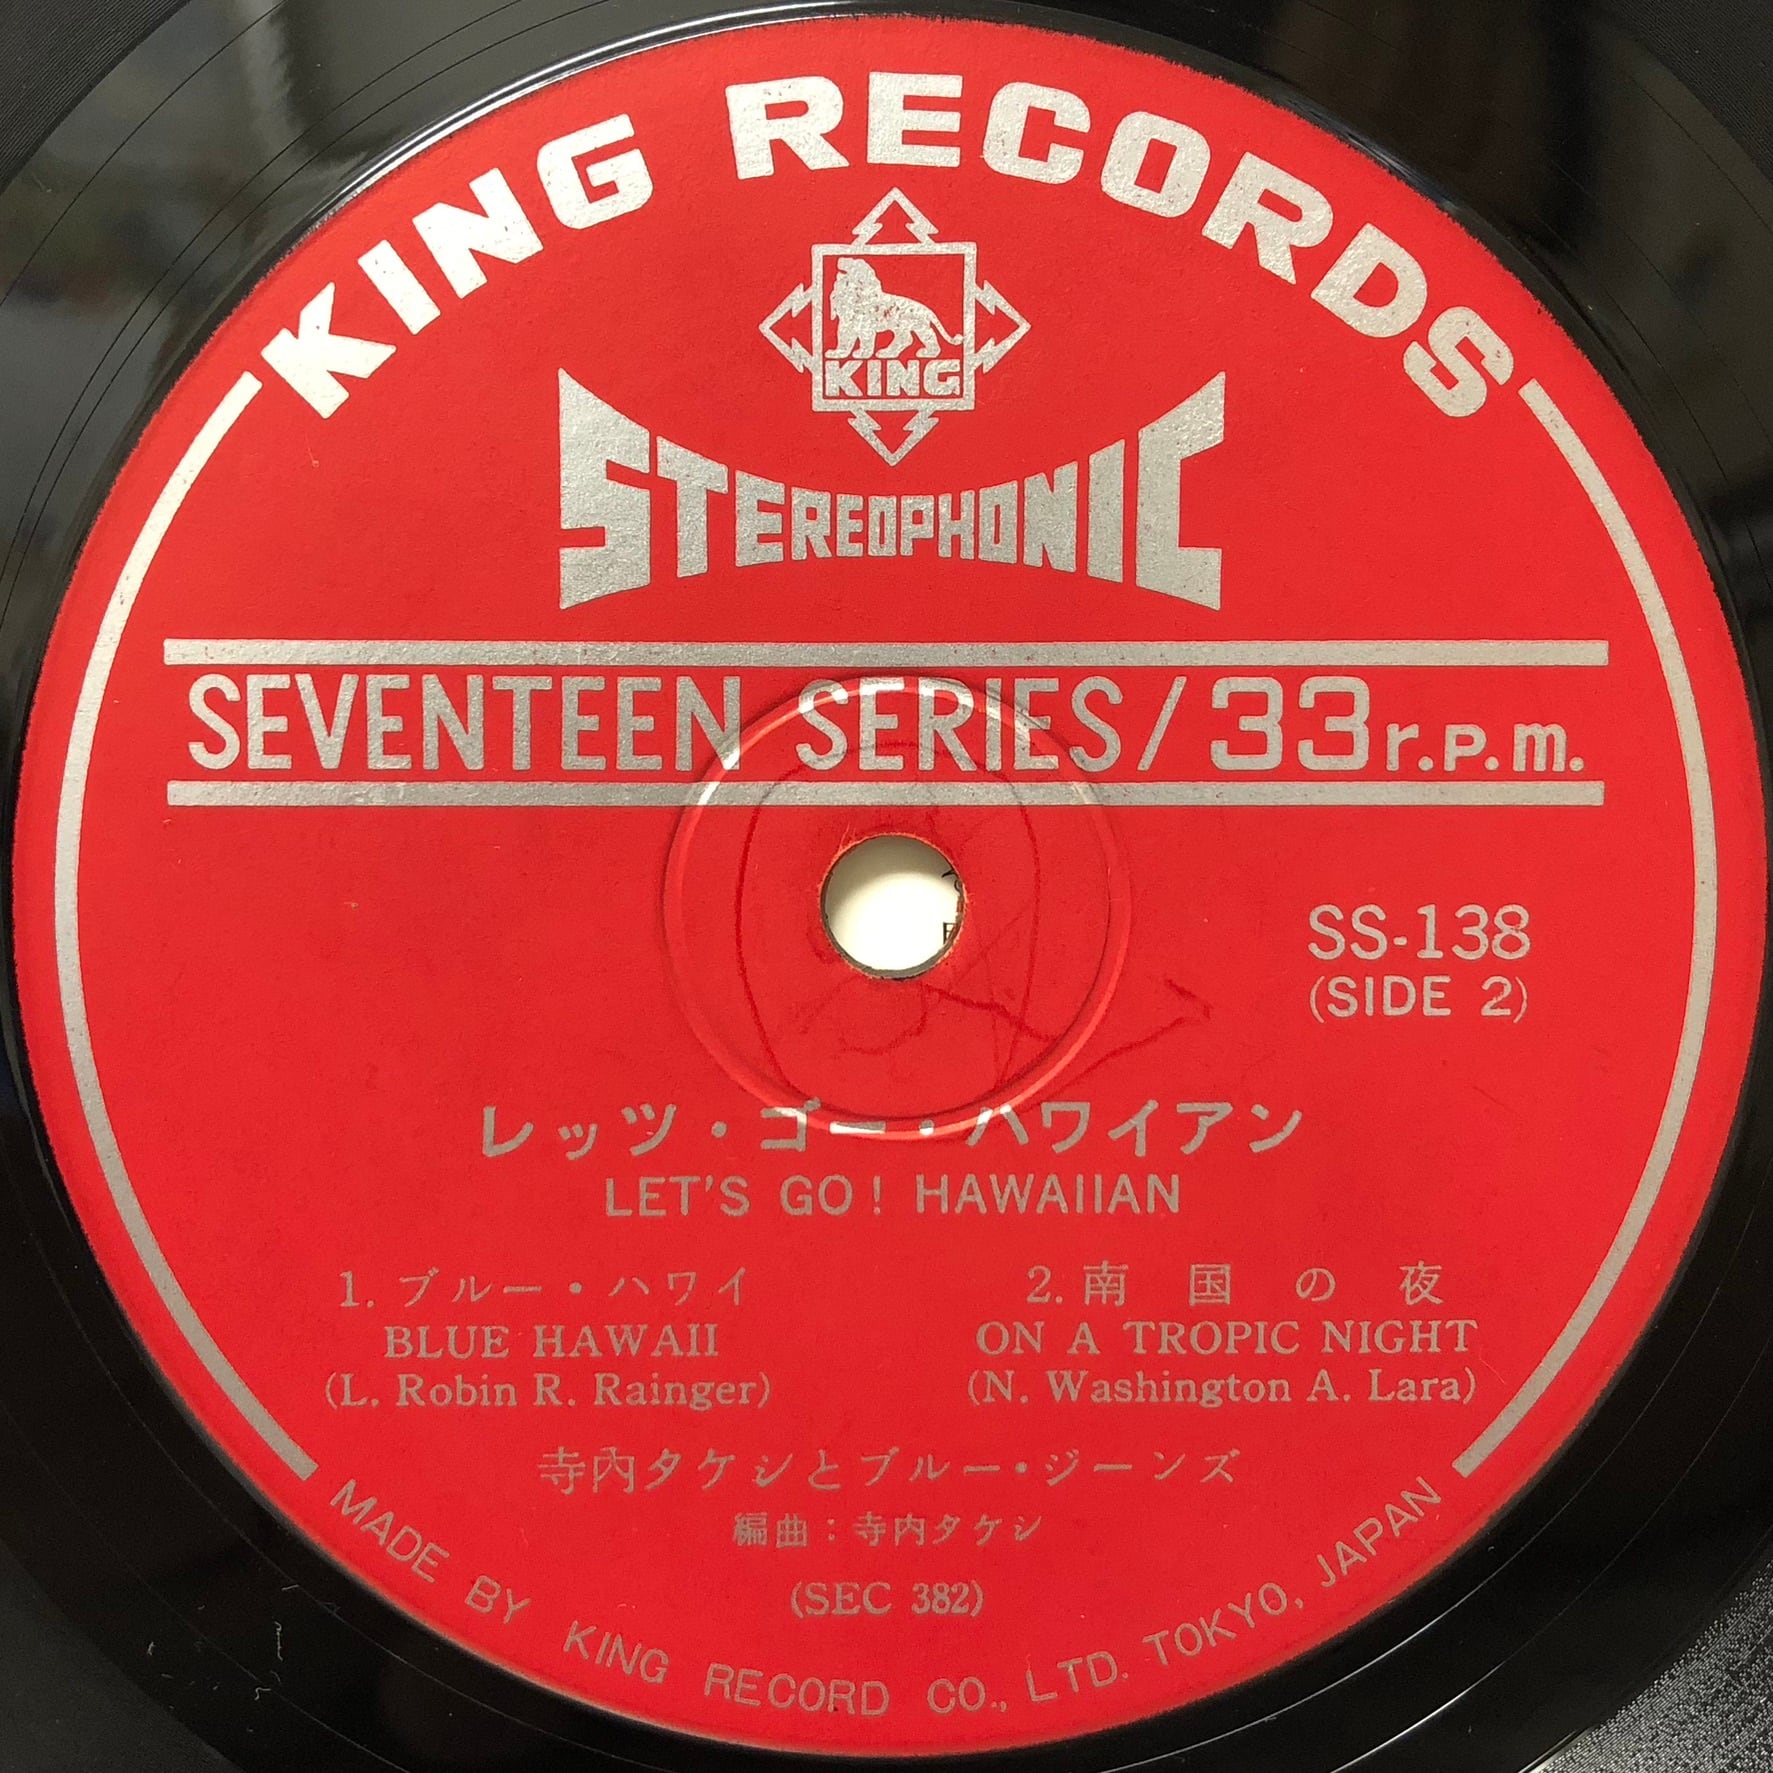 KING RECORDS
KING
STEREOPHONIC
SEVENTEEN SERIES/33r.p.m.
SS-138
(SIDE 2)
レッツ・ゴー・ハワイアン
LET'S GO! HAWAIIAN
1. ブルー・ハワイ
BLUE HAWAII
(L. Robin R. Rainger)
2. 南国の夜
ON A TROPIC NIGHT
(N. Washington A. Lara)
寺内タケシとブルー・ジーンズ
編曲：寺内タケシ
(SEC 382)
MADE BY KING RECORD CO., LTD. TOKYO, JAPAN